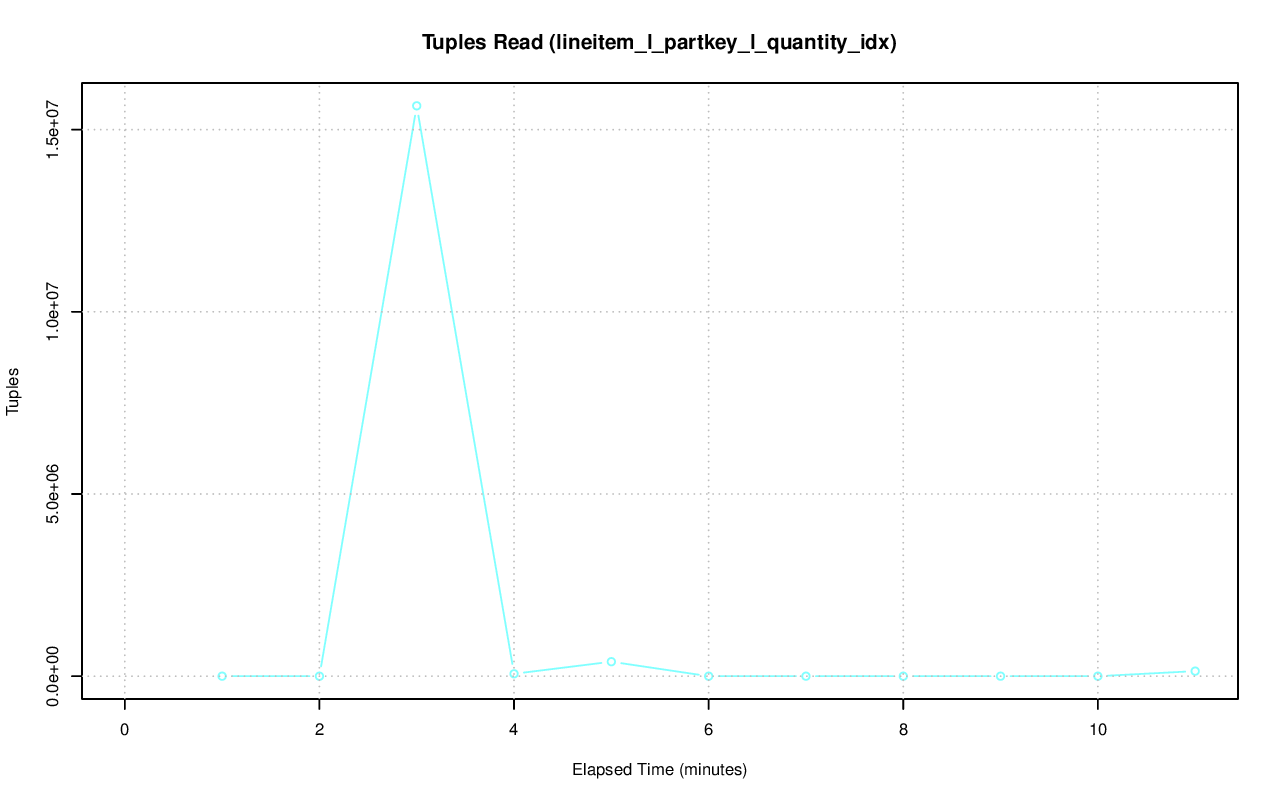 Tuples Read (lineitem_l_partkey_l_quantity_idx)
Tuples
1.5e+07
1.0e+07
5.0e+06
0.0e+00
0 2 4 6 8 10
Elapsed Time (minutes)